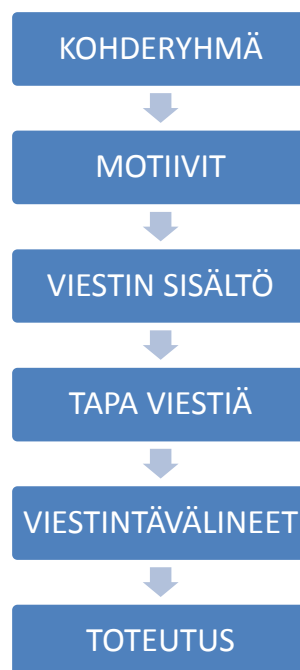 KOHDERYHMÄ
MOTIIVIT
VIESTIN SISÄLTÖ
TAPA VIESTIÄ
VIESTINTÄVÄLINEET
TOTEUTUS